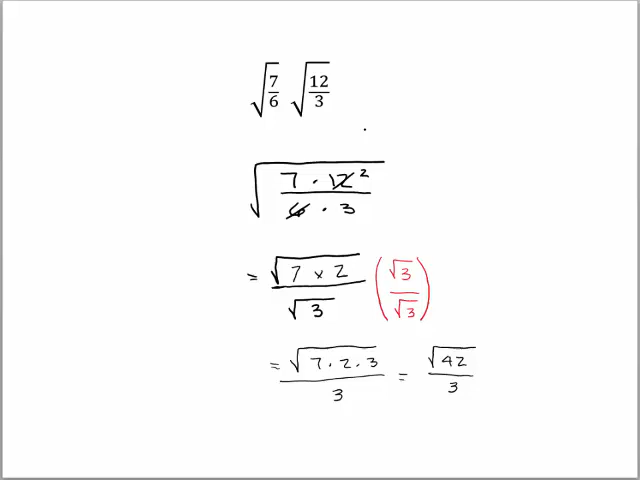 √(7/6) √(12/3)
√((7 · 12²)/(6 · 3))
= √(7 × 2)/√3 (√3/√3)
= √(7 · 2 · 3)/3 = √42/3